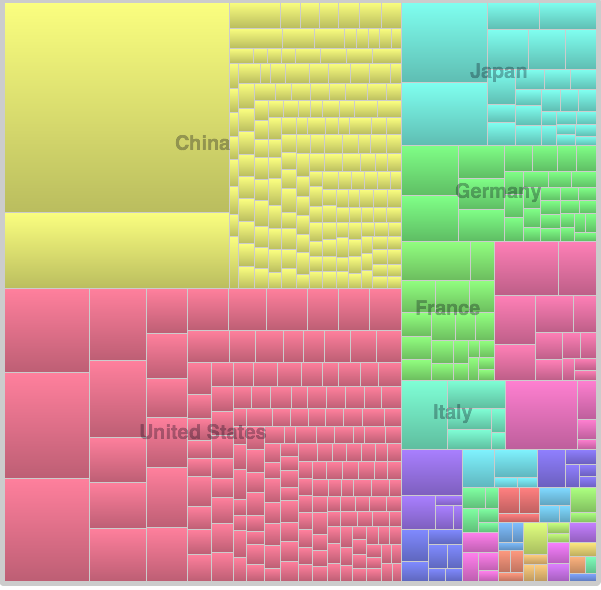 China
Japan
Germany
France
Italy
United States